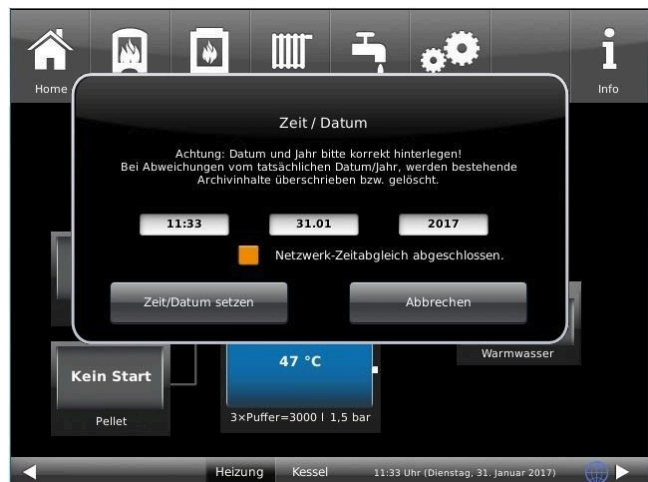 Home
Info
Zeit / Datum
Achtung: Datum und Jahr bitte korrekt hinterlegen!
Bei Abweichungen vom tatsächlichen Datum/Jahr, werden bestehende
Archivinhalte überschrieben bzw. gelöscht.
11:33 31.01 2017
Netzwerk-Zeitabgleich abgeschlossen.
Zeit/Datum setzen Abbrechen
Warmwasser
Kein Start
47 °C
Pellet
3×Puffer=3000 l 1,5 bar
Heizung Kessel 11:33 Uhr (Dienstag, 31. Januar 2017)